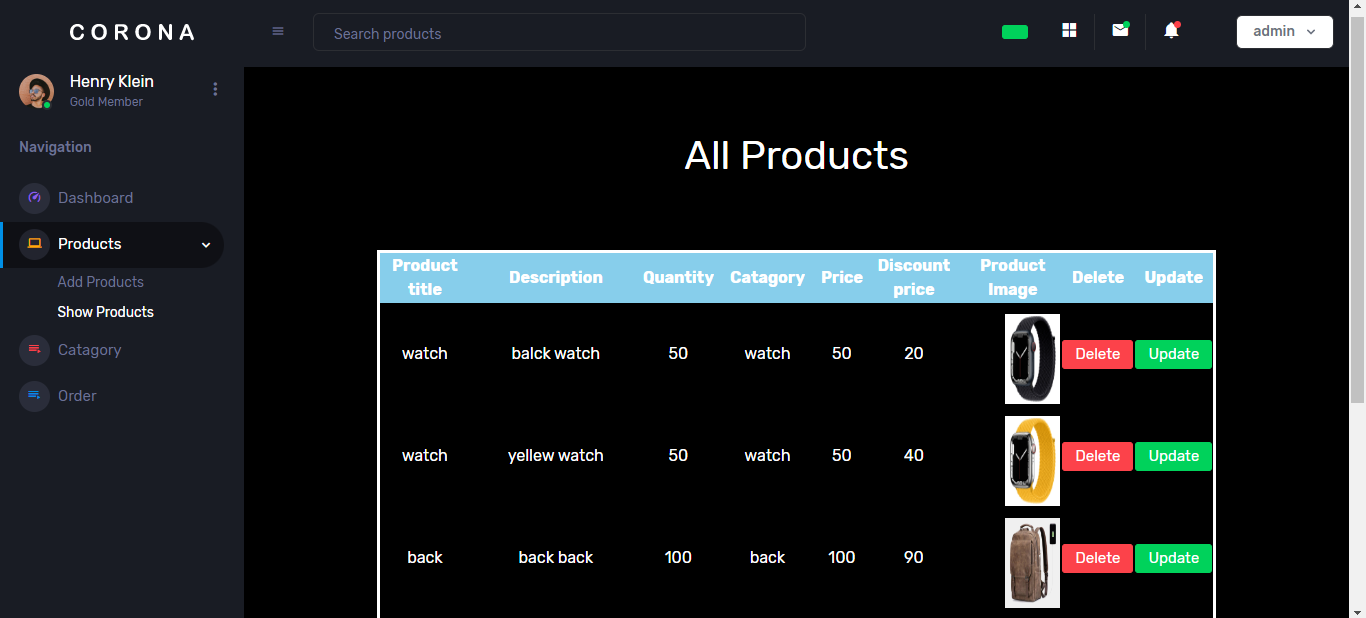 CORONA
Search products
admin
Henry Klein
Gold Member
Navigation
Dashboard
Products
Add Products
Show Products
Catagory
Order
All Products
Product title Description Quantity Catagory Price Discount price Product Image Delete Update
watch balck watch 50 watch 50 20 Delete Update
watch yellew watch 50 watch 50 40 Delete Update
back back back 100 back 100 90 Delete Update